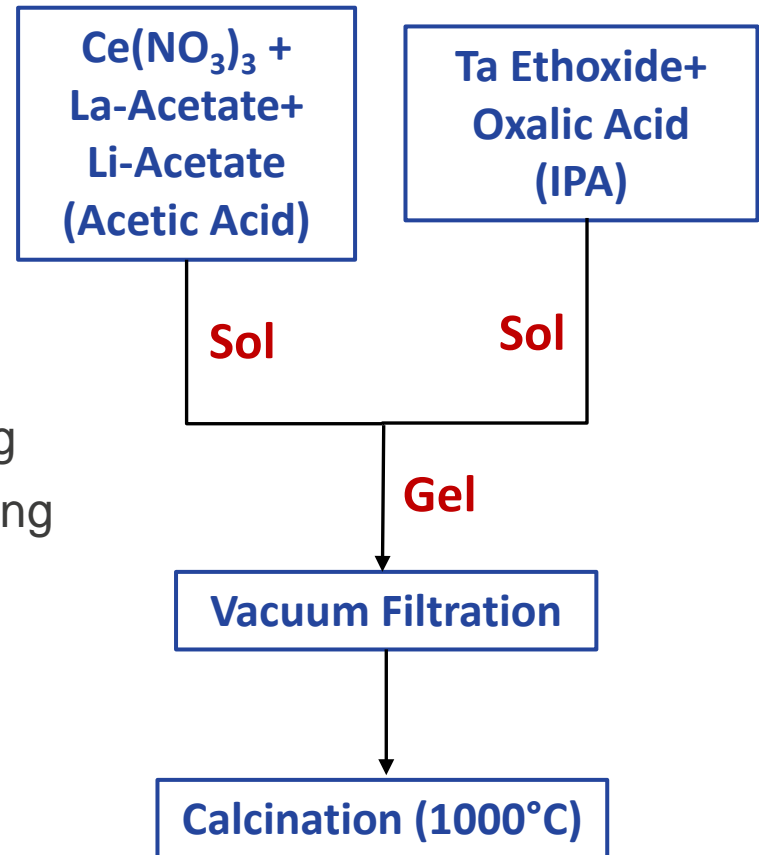 Ce(NO₃)₃ +
La-Acetate+
Li-Acetate
(Acetic Acid)
Ta Ethoxide+
Oxalic Acid
(IPA)
Sol
Sol
g
ng
Gel
Vacuum Filtration
Calcination (1000°C)